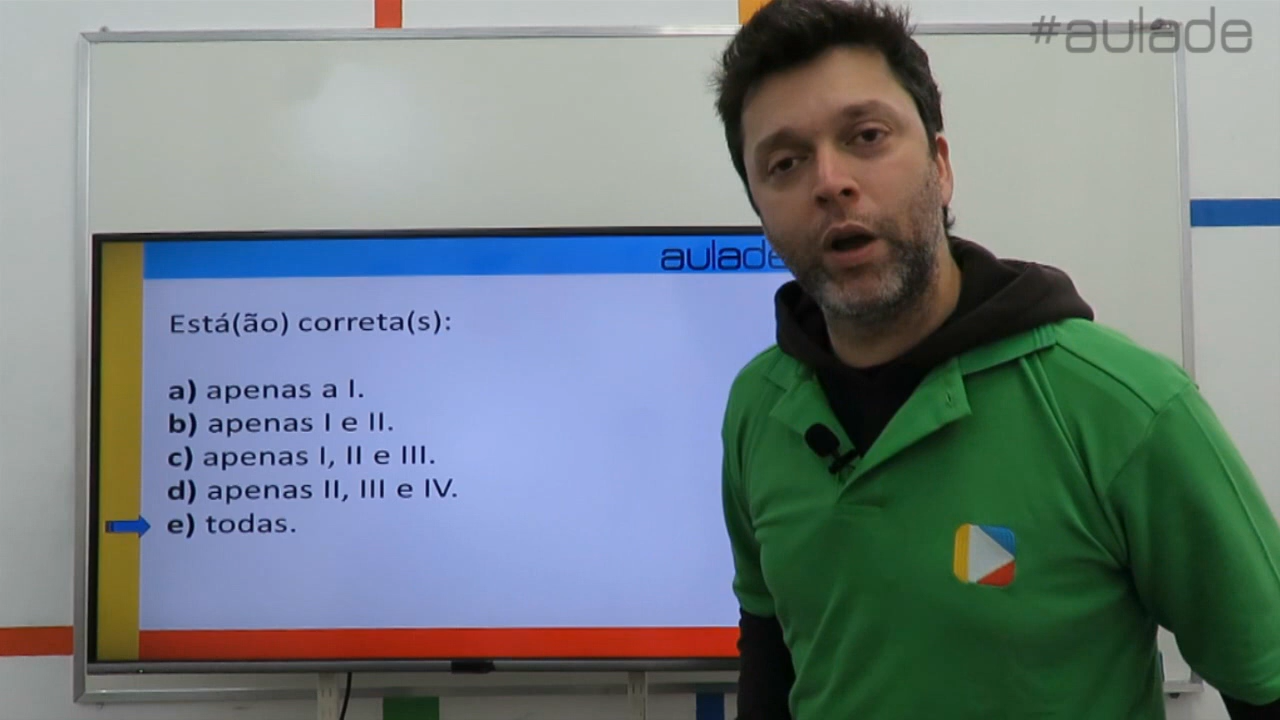 #aulade
aulade
Está(ão) correta(s):
a) apenas a I.
b) apenas I e II.
c) apenas I, II e III.
d) apenas II, III e IV.
e) todas.